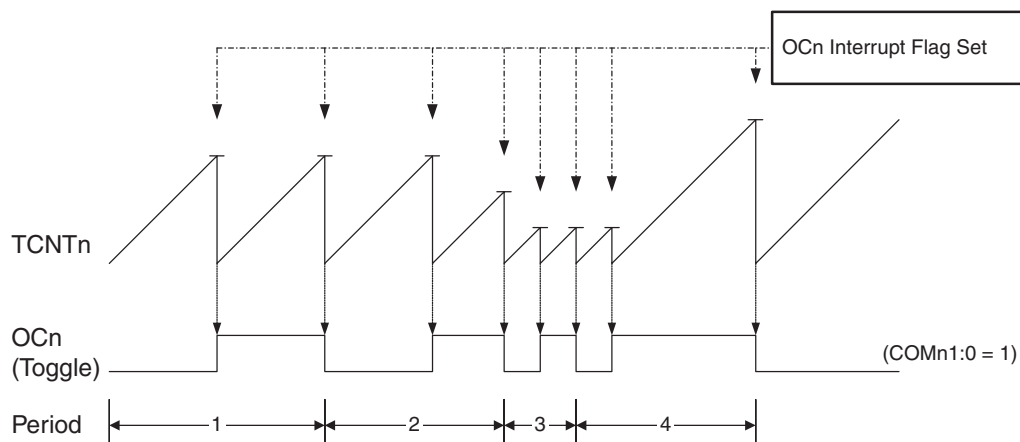 OCn Interrupt Flag Set
TCNTn
OCn
(Toggle)
(COMn1:0 = 1)
Period
1
2
3
4